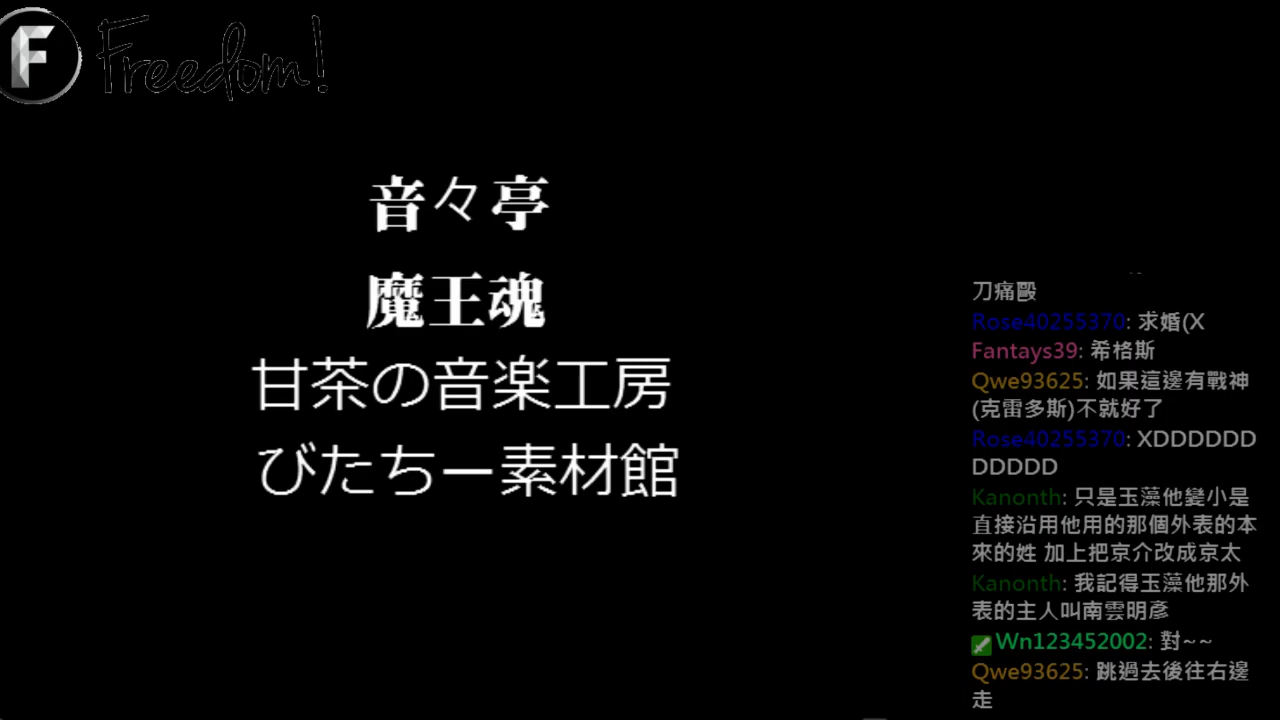 F Freedom!
音々亭
魔王魂
甘茶の音楽工房
びたちー素材館
刀痛毆
Rose40255370: 求婚(X
Fantays39: 希格斯
Qwe93625: 如果這邊有戰神
(克雷多斯)不就好了
Rose40255370: XDDDDDD
DDDDD
Kanonth: 只是玉藻他變小是
直接沿用他用的那個外表的本
來的姓 加上把京介改成京太
Kanonth: 我記得玉藻他那外
表的主人叫南雲明彥
Wn123452002: 對~~
Qwe93625: 跳過去後往右邊
走